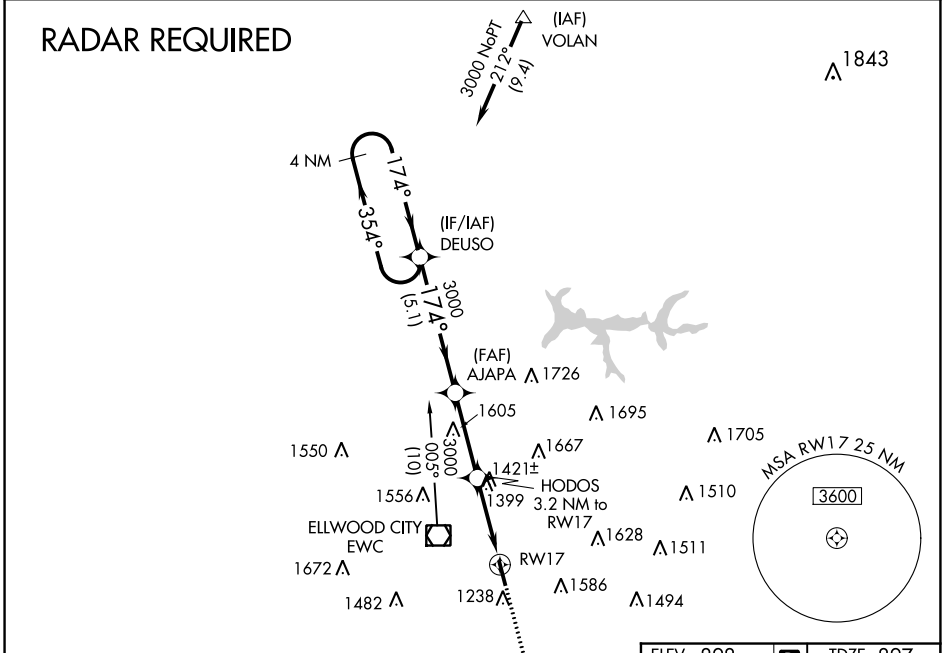 RADAR REQUIRED
(IAF)
VOLAN
3000 NoPT
212°
(9.4)
1843
4 NM
174°
354°
(IF/IAF)
DEUSO
3000
174°
(5.1)
(FAF)
AJAPA
1726
1605
1695
1705
1550
3000
005°
(10)
1667
1421±
1399
HODOS
3.2 NM to
RW17
1556
1510
MSA RW17 25 NM
3600
ELLWOOD CITY
EWC
1628
1511
RW17
1672
1586
1482
1238
1494